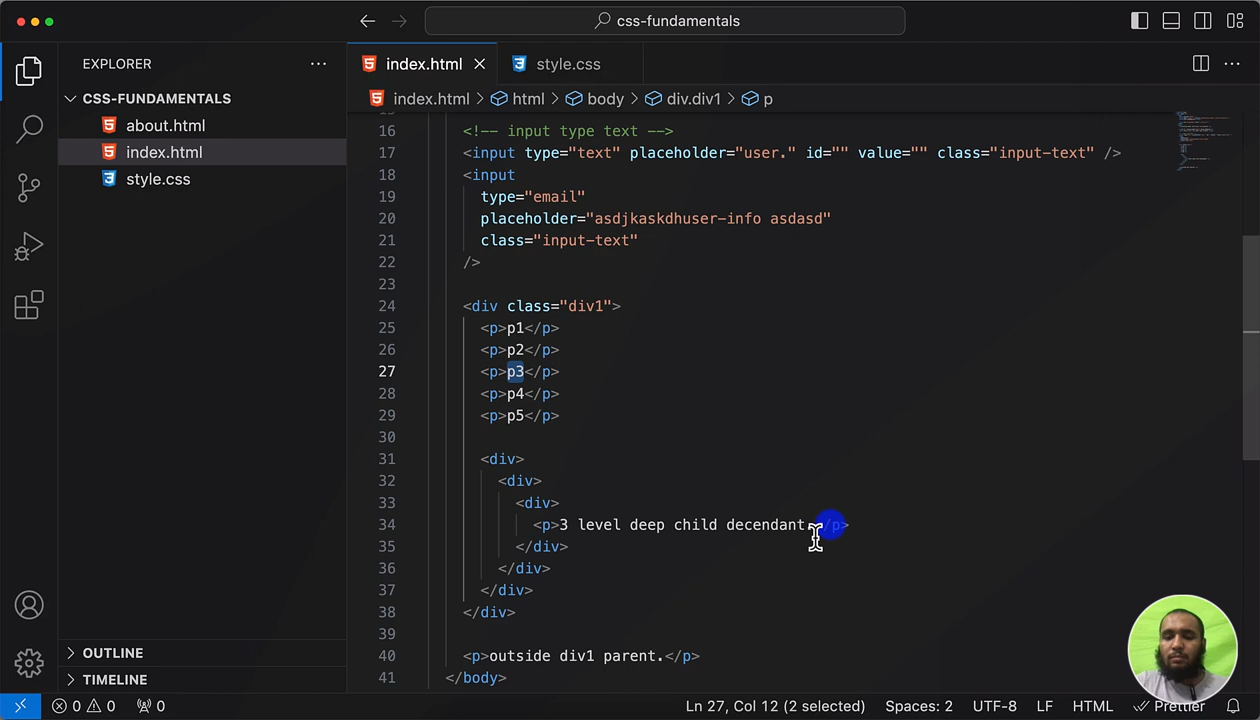 css-fundamentals
EXPLORER
index.html
style.css
CSS-FUNDAMENTALS
index.html > html > body > div.div1 > p
about.html
index.html
style.css
16 <!-- input type text -->
17 <input type="text" placeholder="user." id="" value="" class="input-text" />
18 <input
19 type="email"
20 placeholder="asdjkaskdhuser-info asdasd"
21 class="input-text"
22 />
23
24 <div class="div1">
25 <p>p1</p>
26 <p>p2</p>
27 <p>p3</p>
28 <p>p4</p>
29 <p>p5</p>
30
31 <div>
32 <div>
33 <div>
34 <p>3 level deep child decendant.</p>
35 </div>
36 </div>
37 </div>
38 </div>
39
40 <p>outside div1 parent.</p>
41 </body>
OUTLINE
TIMELINE
0 0 0 Ln 27, Col 12 (2 selected) Spaces: 2 UTF-8 LF HTML Prettier